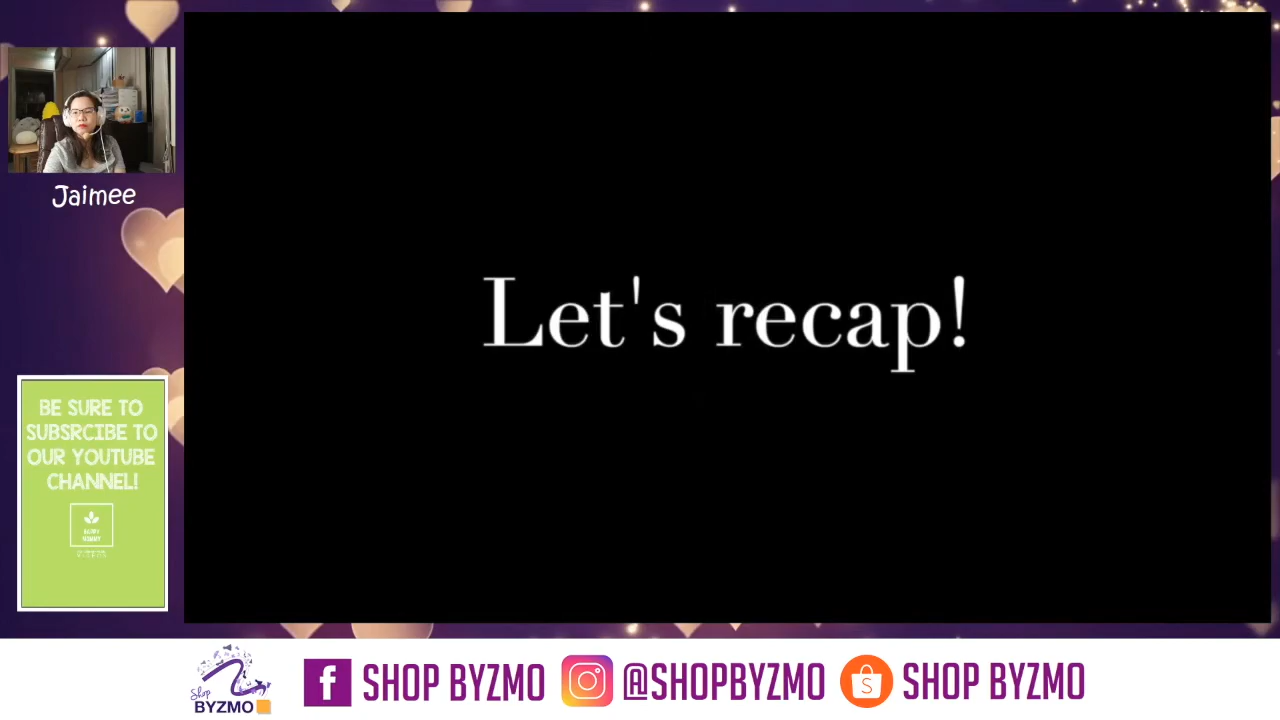 Jaimee
Let's recap!
BE SURE TO
SUBSRCIBE TO
OUR YOUTUBE
CHANNEL!
Shop
BYZMO
SHOP BYZMO
@SHOPBYZMO
SHOP BYZMO